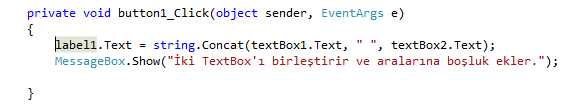 private void button1_Click(object sender, EventArgs e)
{
label1.Text = string.Concat(textBox1.Text, " ", textBox2.Text);
MessageBox.Show("İki TextBox'ı birleştirir ve aralarına boşluk ekler.");
}